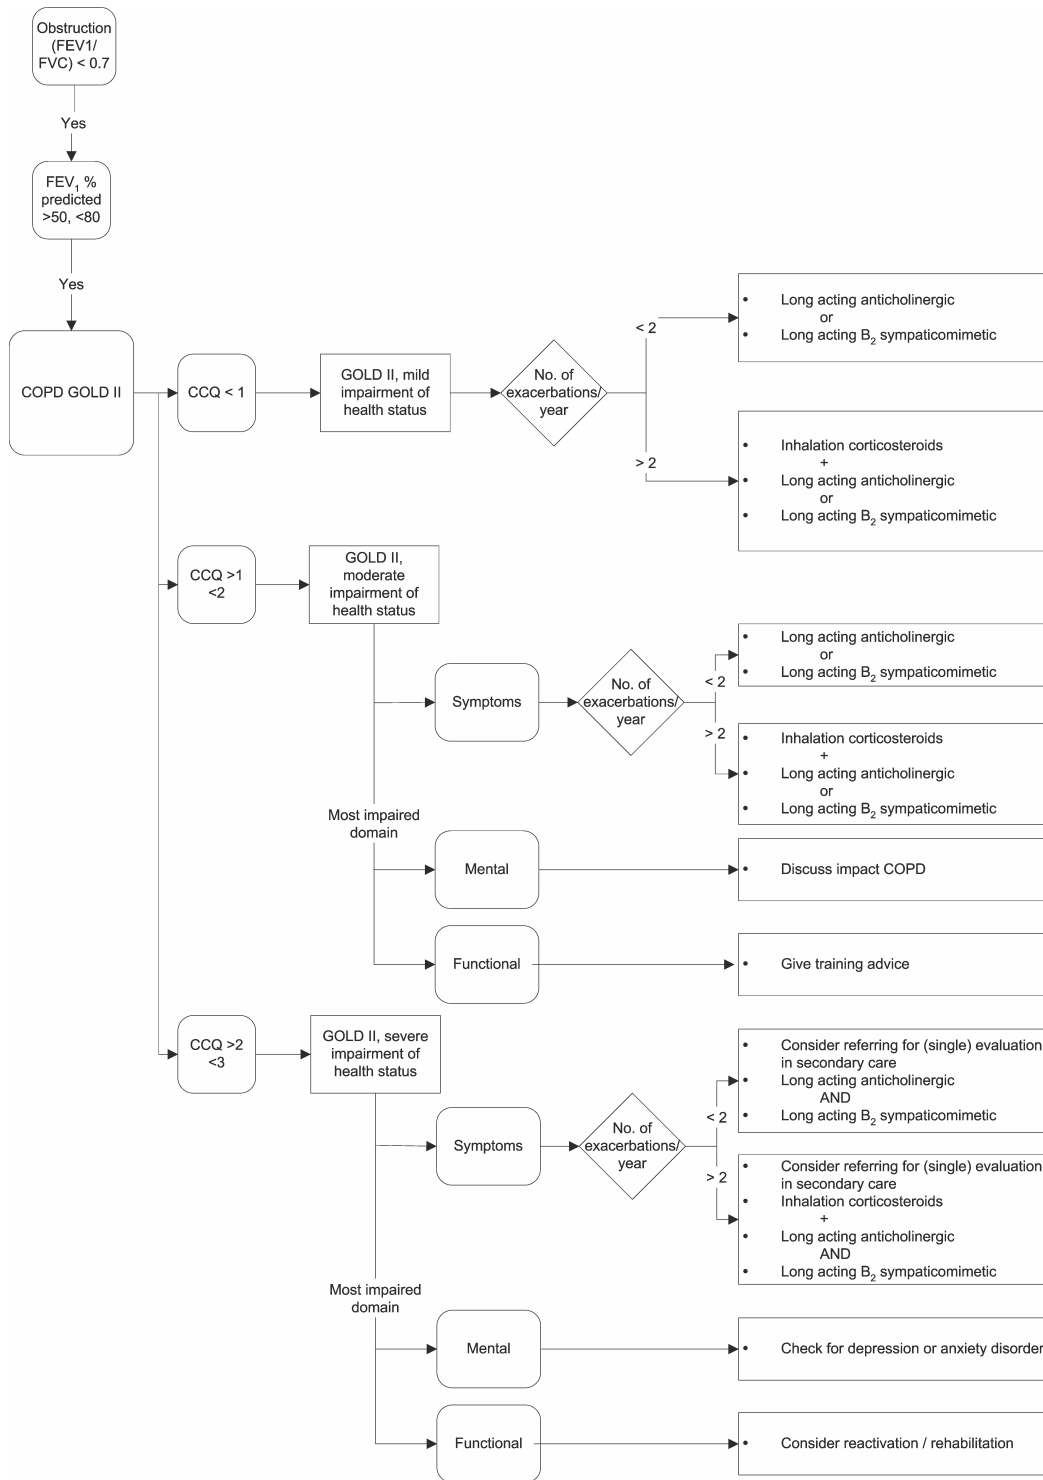 Obstruction
(FEV1/
FVC) < 0.7
Yes
FEV1 %
predicted
>50, <80
Yes
COPD GOLD II
CCQ < 1
GOLD II, mild
impairment of
health status
No. of
exacerbations/
year
< 2
• Long acting anticholinergic
or
• Long acting B2 sympaticomimetic
> 2
• Inhalation corticosteroids
+
• Long acting anticholinergic
or
• Long acting B2 sympaticomimetic
CCQ >1
<2
GOLD II,
moderate
impairment of
health status
Symptoms
No. of
exacerbations/
year
< 2
• Long acting anticholinergic
or
• Long acting B2 sympaticomimetic
> 2
• Inhalation corticosteroids
+
• Long acting anticholinergic
or
• Long acting B2 sympaticomimetic
Most impaired
domain
Mental
• Discuss impact COPD
Functional
• Give training advice
CCQ >2
<3
GOLD II, severe
impairment of
health status
Symptoms
No. of
exacerbations/
year
< 2
• Consider referring for (single) evaluation
in secondary care
• Long acting anticholinergic
AND
• Long acting B2 sympaticomimetic
> 2
• Consider referring for (single) evaluation
in secondary care
• Inhalation corticosteroids
+
• Long acting anticholinergic
AND
• Long acting B2 sympaticomimetic
Most impaired
domain
Mental
• Check for depression or anxiety disorder
Functional
• Consider reactivation / rehabilitation